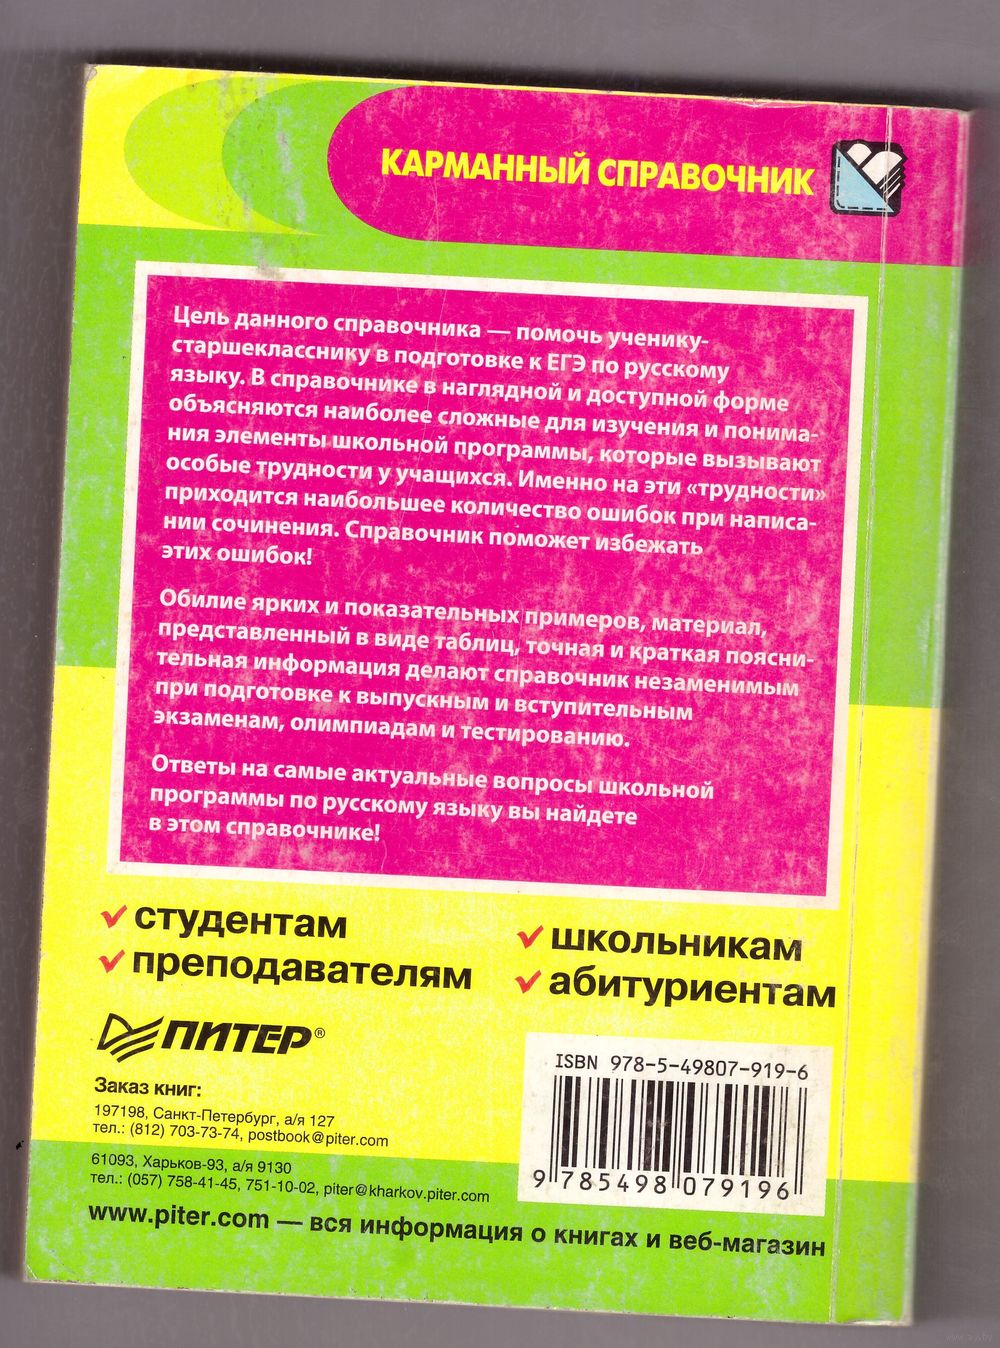 КАРМАННЫЙ СПРАВОЧНИК
Цель данного справочника — помочь ученику-
старшекласснику в подготовке к ЕГЭ по русскому
языку. В справочнике в наглядной и доступной форме
объясняются наиболее сложные для изучения и понима-
ния элементы школьной программы, которые вызывают
особые трудности у учащихся. Именно на эти «трудности»
приходится наибольшее количество ошибок при написа-
нии сочинения. Справочник поможет избежать
этих ошибок!
Обилие ярких и показательных примеров, материал,
представленный в виде таблиц, точная и краткая поясни-
тельная информация делают справочник незаменимым
при подготовке к выпускным и вступительным
экзаменам, олимпиадам и тестированию.
Ответы на самые актуальные вопросы школьной
программы по русскому языку вы найдете
в этом справочнике!
студентам
преподавателям
школьникам
абитуриентам
ПИТЕР®
Заказ книг:
197198, Санкт-Петербург, а/я 127
тел.: (812) 703-73-74, postbook@piter.com
61093, Харьков-93, а/я 9130
тел.: (057) 758-41-45, 751-10-02, piter@kharkov.piter.com
www.piter.com — вся информация о книгах и веб-магазин
ISBN 978-5-49807-919-6
9 785498 079196